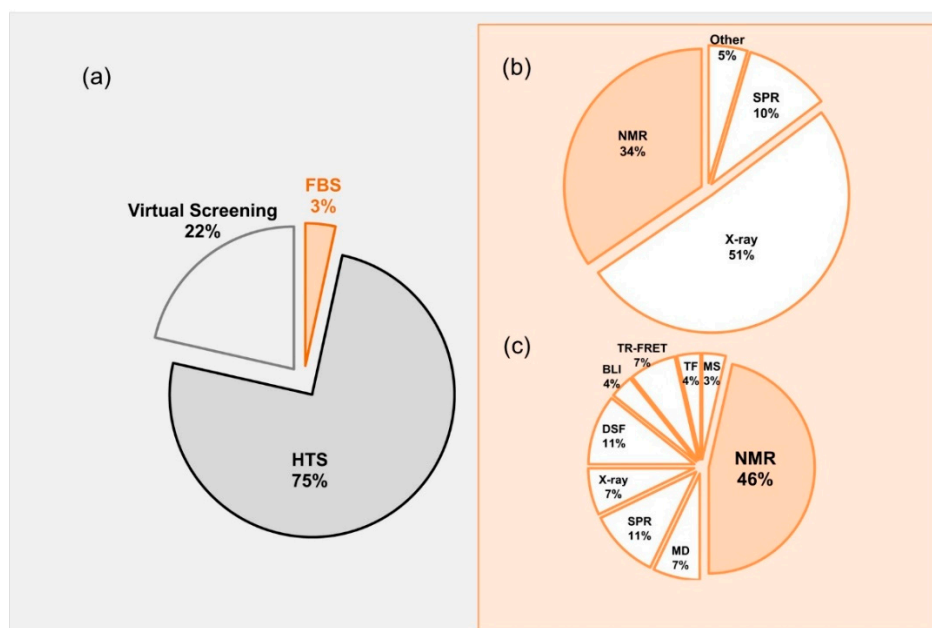 (a)
FBS
3%
Virtual Screening
22%
HTS
75%
(b)
Other
5%
SPR
10%
NMR
34%
X-ray
51%
(c)
TR-FRET
7%
TF
4%
MS
3%
BLI
4%
DSF
11%
NMR
46%
X-ray
7%
SPR
11%
MD
7%